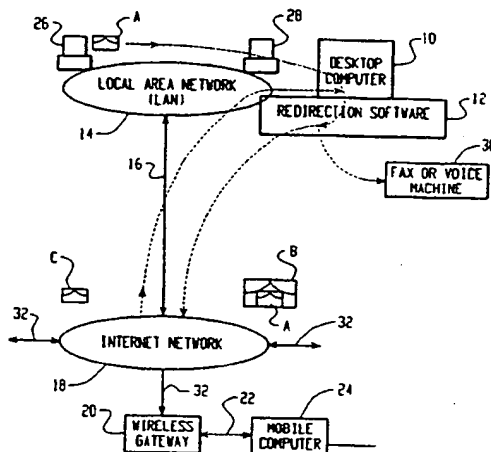 26
A
28
10
DESKTOP
COMPUTER
LOCAL AREA NETWORK
(LAN)
REDIRECTION SOFTWARE
12
14
16
FAX OR VOICE
MACHINE
C
B
A
32
32
INTERNET NETWORK
18
32
20
22
24
WIRELESS
GATEWAY
MOBILE
COMPUTER